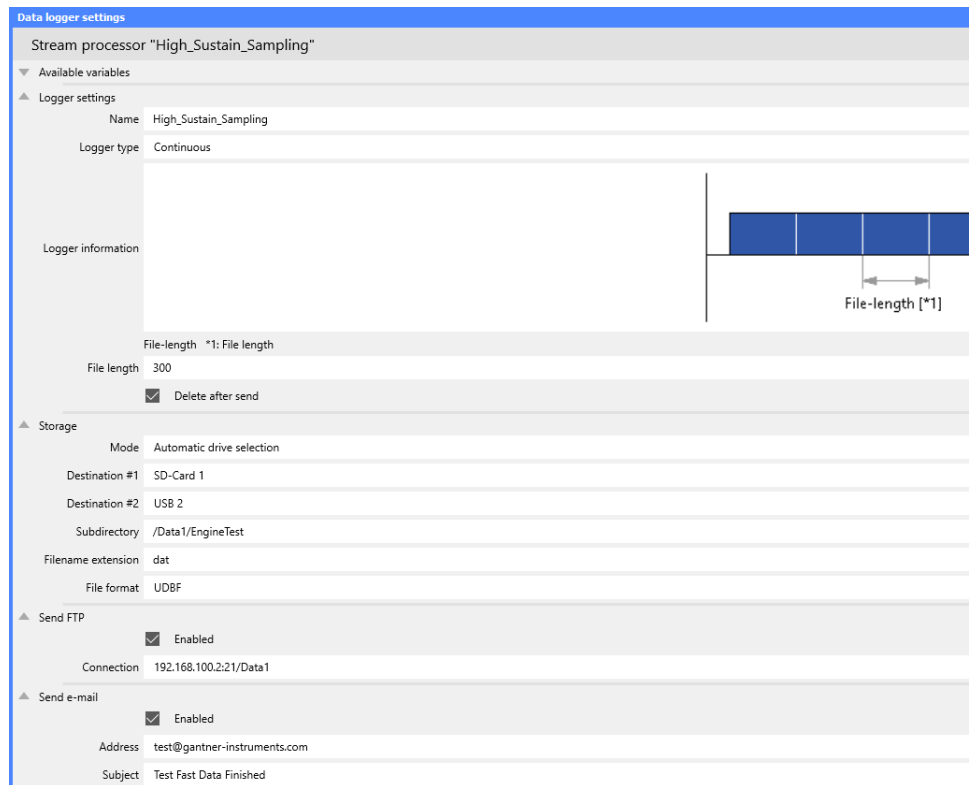 Data logger settings
Stream processor "High_Sustain_Sampling"
Available variables
Logger settings
Name High_Sustain_Sampling
Logger type Continuous
Logger information
File-length [*1]
File-length *1: File length
File length 300
Delete after send
Storage
Mode Automatic drive selection
Destination #1 SD-Card 1
Destination #2 USB 2
Subdirectory /Data1/EngineTest
Filename extension dat
File format UDBF
Send FTP
Enabled
Connection 192.168.100.2:21/Data1
Send e-mail
Enabled
Address test@gantner-instruments.com
Subject Test Fast Data Finished